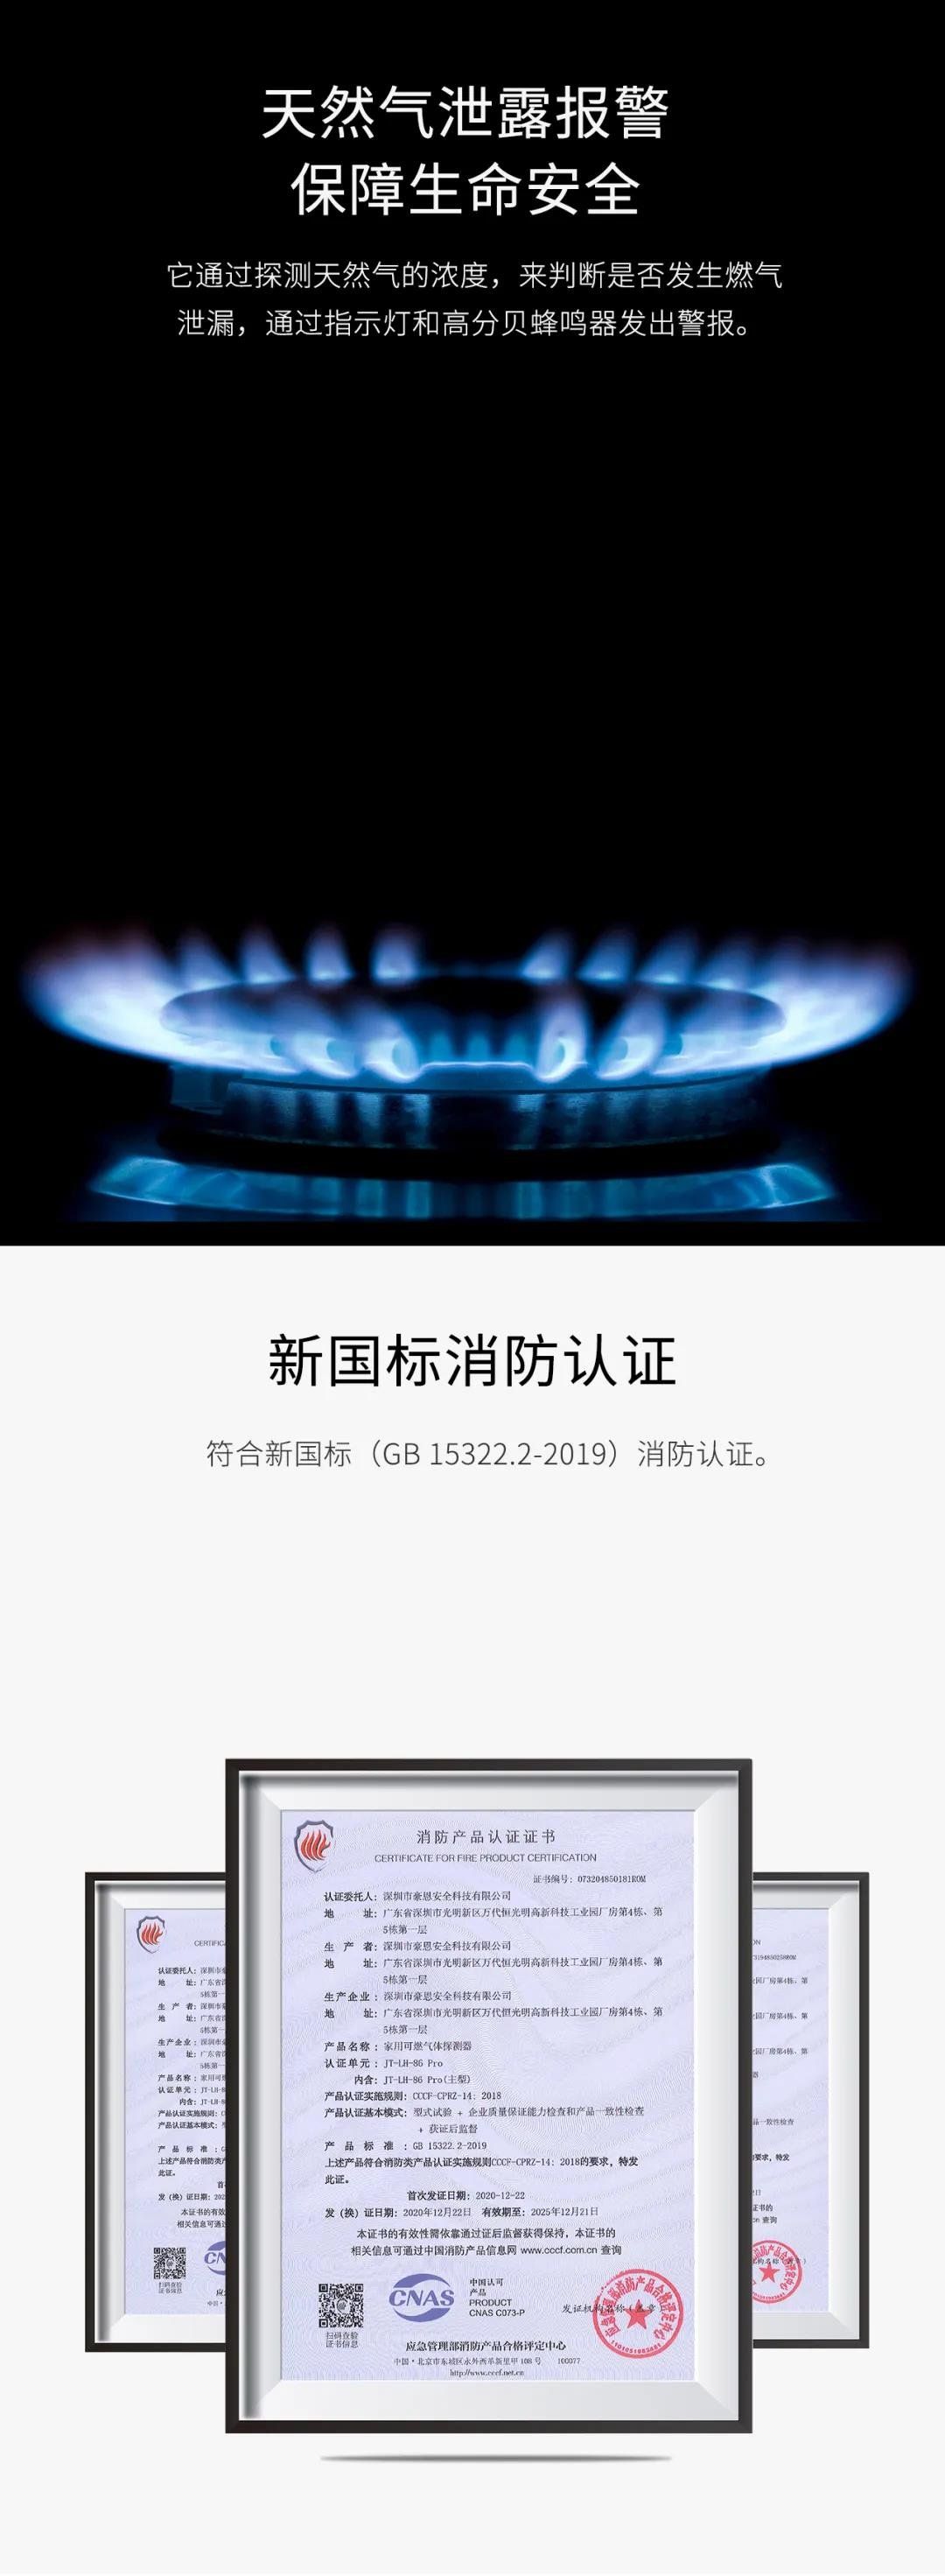 天然气泄露报警
保障生命安全
它通过探测天然气的浓度，来判断是否发生燃气
泄漏，通过指示灯和高分贝蜂鸣器发出警报。
新国标消防认证
符合新国标（GB 15322.2-2019）消防认证。
消防产品认证证书
CERTIFICATE FOR FIRE PRODUCT CERTIFICATION
证书编号：073204850181ROM
认证委托人：深圳市豪恩安全科技有限公司
地 址：广东省深圳市光明新区万代恒光明高新科技工业园厂房第4栋、第
5栋第一层
生 产 者：深圳市豪恩安全科技有限公司
地 址：广东省深圳市光明新区万代恒光明高新科技工业园厂房第4栋、第
5栋第一层
生产企业：深圳市豪恩安全科技有限公司
地 址：广东省深圳市光明新区万代恒光明高新科技工业园厂房第4栋、第
5栋第一层
产品名称：家用可燃气体探测器
认证单元：JT-LH-86 Pro
内含：JT-LH-86 Pro(主型)
产品认证实施规则：CCCF-CPRZ-14: 2018
产品认证基本模式：型式试验 + 企业质量保证能力检查和产品一致性检查
+ 获证后监督
产 品 标 准 ：GB 15322.2-2019
上述产品符合消防类产品认证实施规则CCCF-CPRZ-14: 2018的要求，特发
此证。
首次发证日期：2020-12-22
发（换）证日期：2020年12月22日 有效期至：2025年12月21日
本证书的有效性需依靠通过证后监督获得保持，本证书的
相关信息可通过中国消防产品信息网 www.cccf.com.cn 查询
扫码查验
证书信息
CNAS
中国认可
产品
PRODUCT
CNAS C073-P
发证机构名称（盖章）
应急管理部消防产品合格评定中心
中国·北京市东城区永外西革新里甲 108 号 100077
http://www.cccf.net.cn